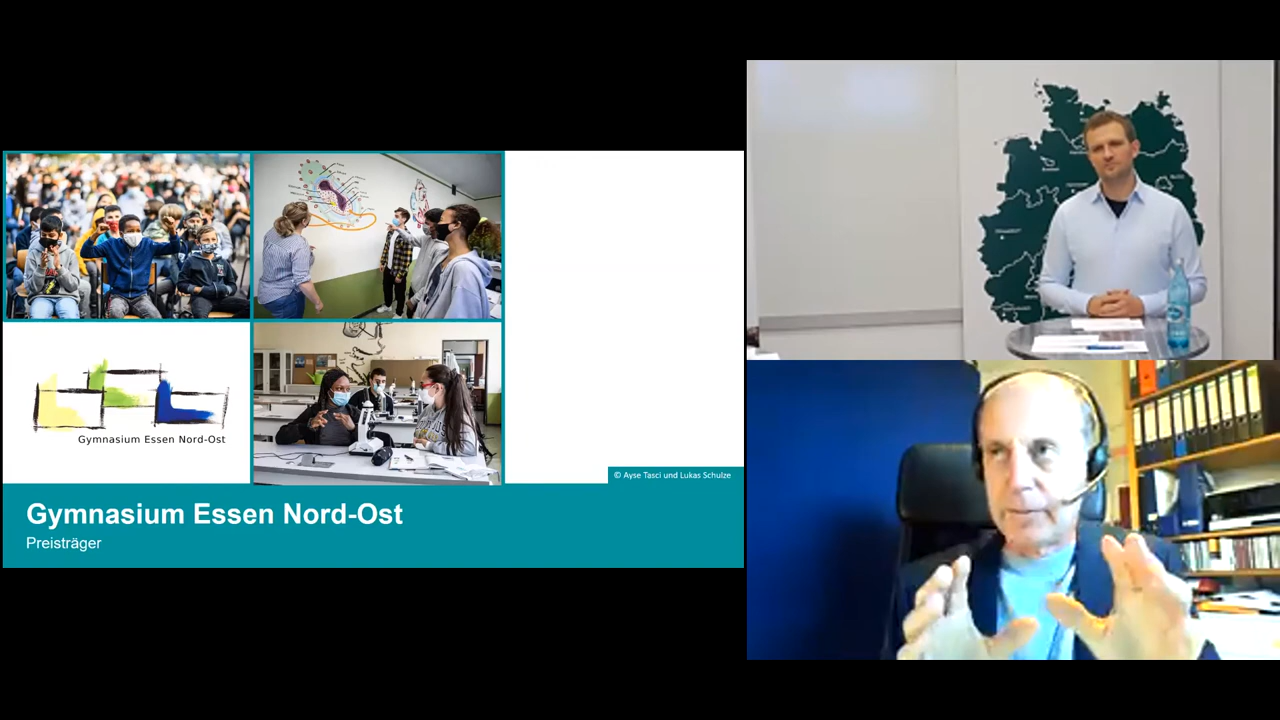 Gymnasium Essen Nord-Ost
© Ayse Tasci und Lukas Schulze
Gymnasium Essen Nord-Ost
Preisträger